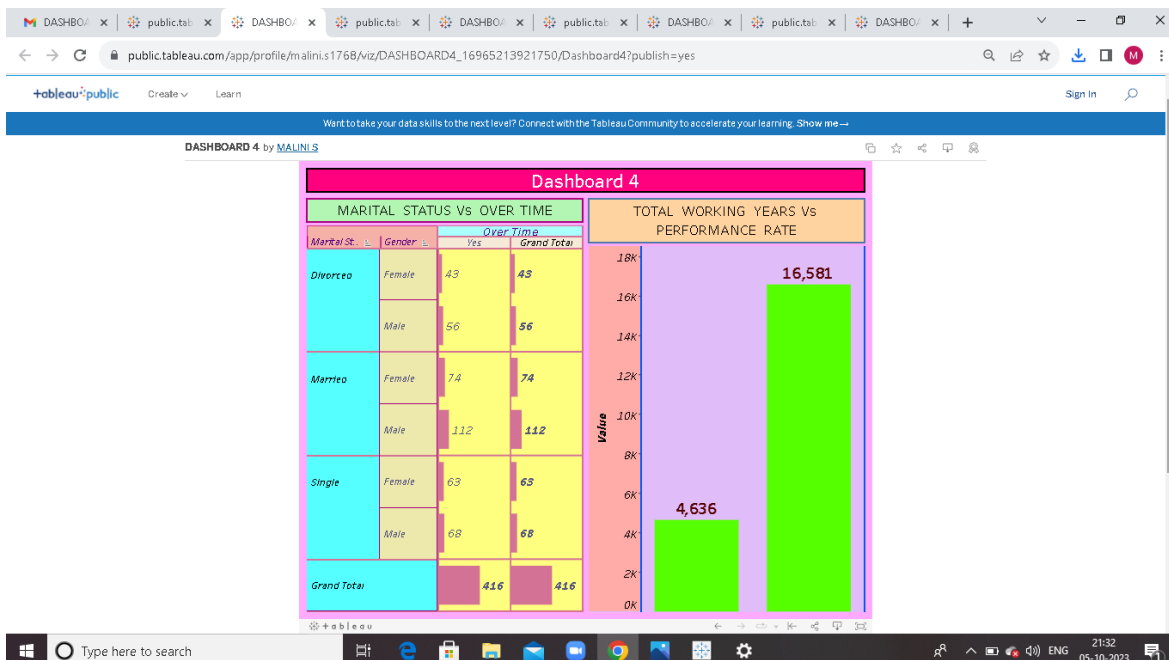 DASHBOA
public.tab
DASHBOA
public.tab
DASHBOA
public.tab
DASHBOA
public.tab
DASHBOA
public.tableau.com/app/profile/malini.s1768/viz/DASHBOARD4_16965213921750/Dashboard4?publish=yes
M
+ableau public
Create
Learn
Sign In
Want to take your data skills to the next level? Connect with the Tableau Community to accelerate your learning. Show me→
DASHBOARD 4 by MALINI S
Dashboard 4
MARITAL STATUS Vs OVER TIME
Over Time
Marital St.. Gender Yes Grand Total
Divorced Female 43 43
Male 56 56
Married Female 74 74
Male 112 112
Single Female 63 63
Male 68 68
Grand Total 416 416
TOTAL WORKING YEARS Vs
PERFORMANCE RATE
Value
18K
16K
14K
12K
10K
8K
6K
4K
2K
0K
4,636
16,581
+ableau
Type here to search
ENG
21:32
05-10-2023